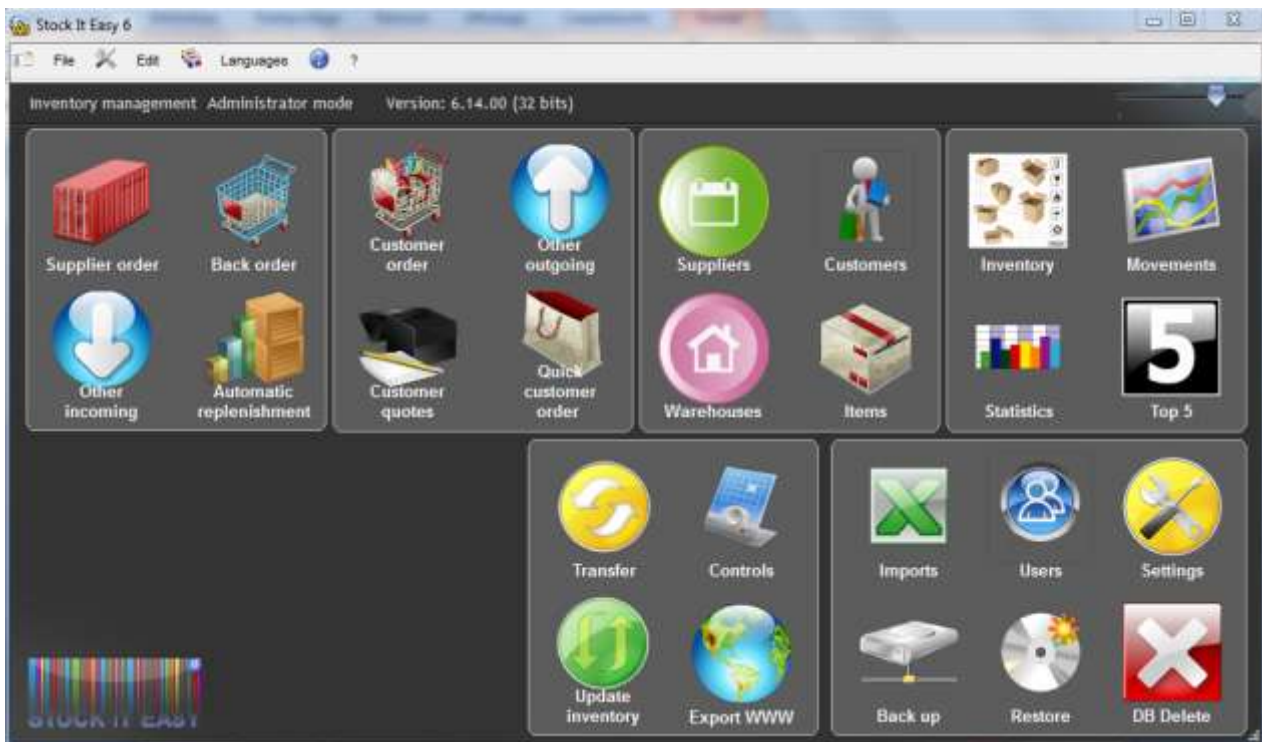 Stock It Easy 6
File Edit Languages ?
Inventory management Administrator mode Version: 6.14.00 (32 bits)
Supplier order
Back order
Other
incoming
Automatic
replenishment
Customer
order
Other
outgoing
Customer
quotes
Quick
customer
order
Suppliers
Customers
Warehouses
Items
Inventory
Movements
Statistics
5
Top 5
Transfer
Controls
Update
inventory
Export WWW
Imports
Users
Settings
Back up
Restore
DB Delete
STOCK IT EASY